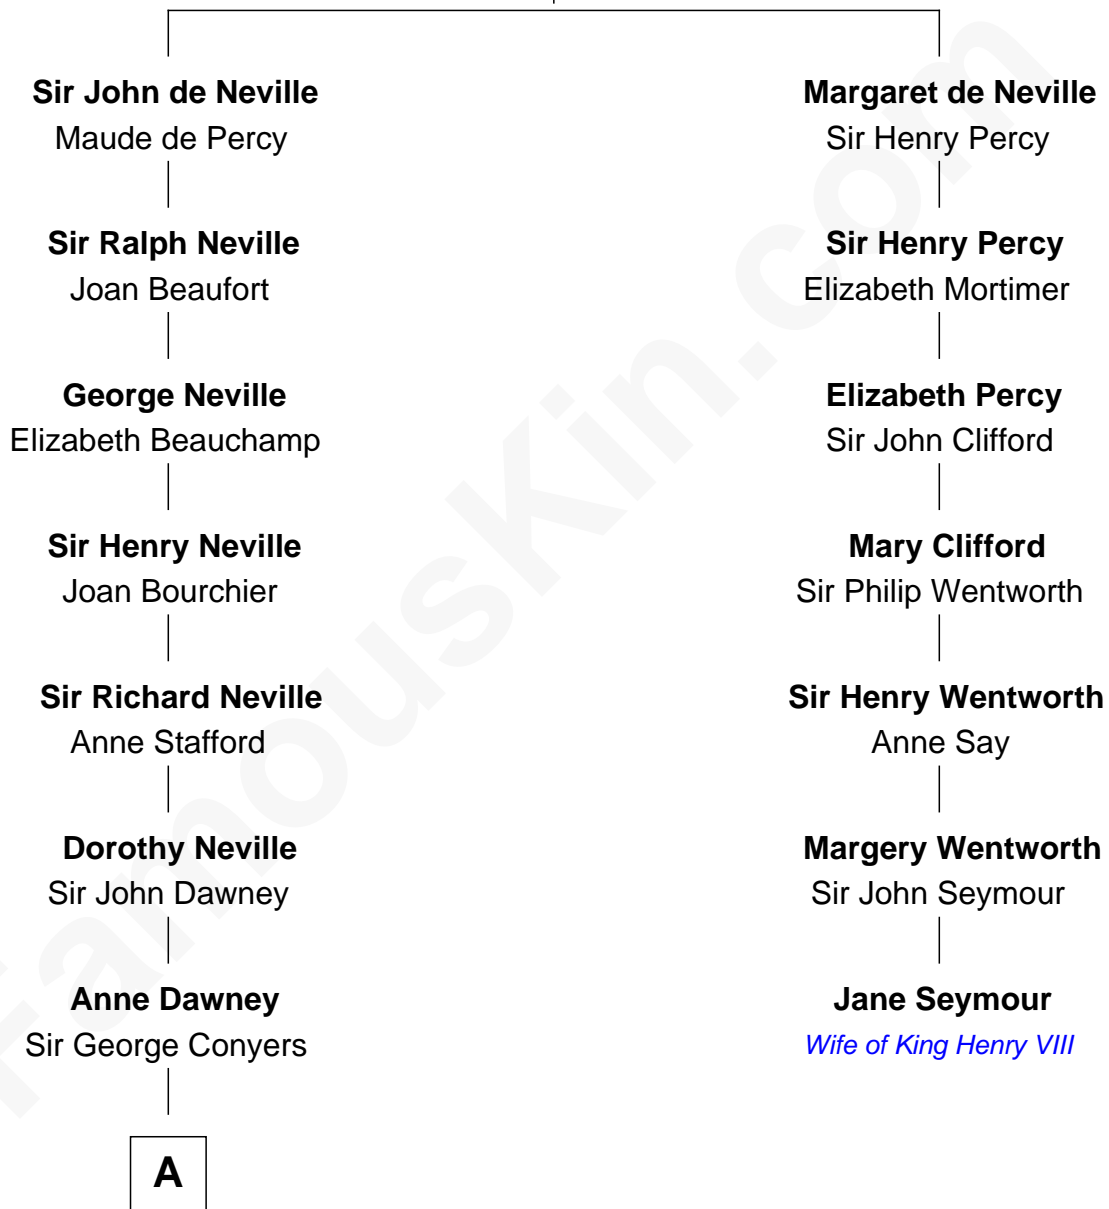 Sir John de Neville
Maude de Percy
Sir Ralph Neville
Joan Beaufort
George Neville
Elizabeth Beauchamp
Sir Henry Neville
Joan Bourchier
Sir Richard Neville
Anne Stafford
Dorothy Neville
Sir John Dawney
Anne Dawney
Sir George Conyers
A
Margaret de Neville
Sir Henry Percy
Sir Henry Percy
Elizabeth Mortimer
Elizabeth Percy
Sir John Clifford
Mary Clifford
Sir Philip Wentworth
Sir Henry Wentworth
Anne Say
Margery Wentworth
Sir John Seymour
Jane Seymour
Wife of King Henry VIII
FamousKin.com